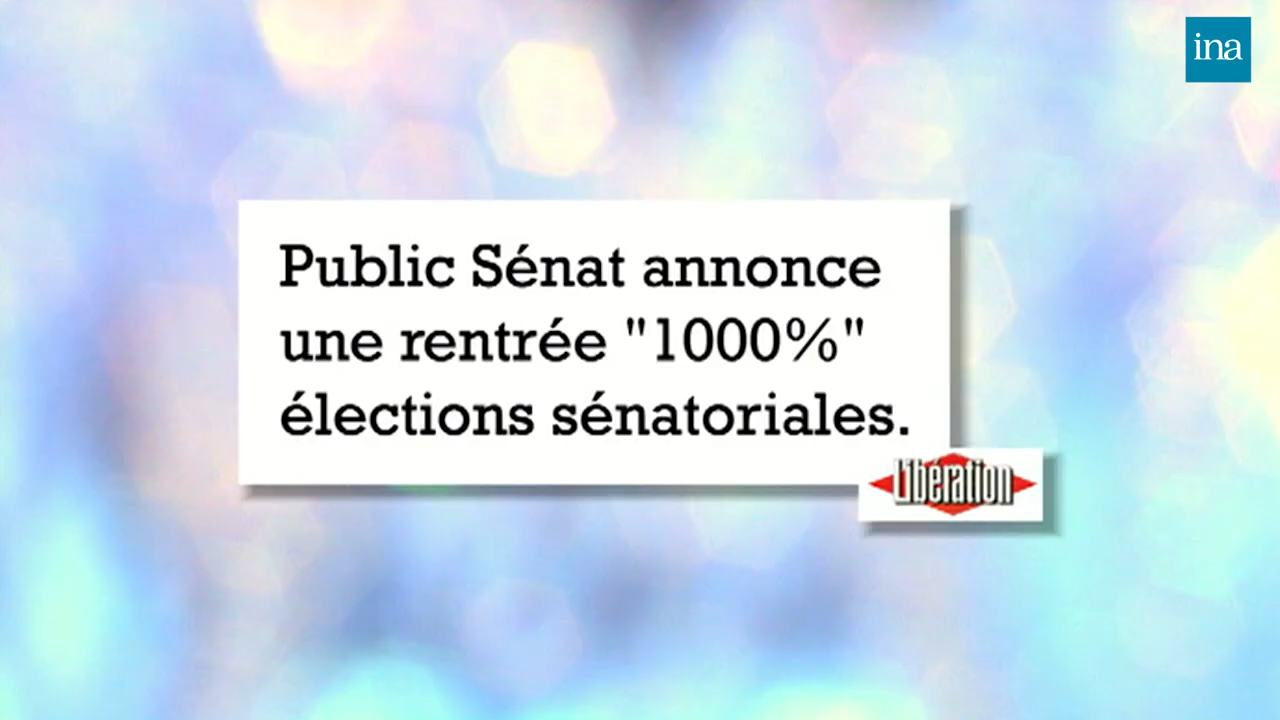 ina
Public Sénat annonce
une rentrée "1000%"
élections sénatoriales.
Libération